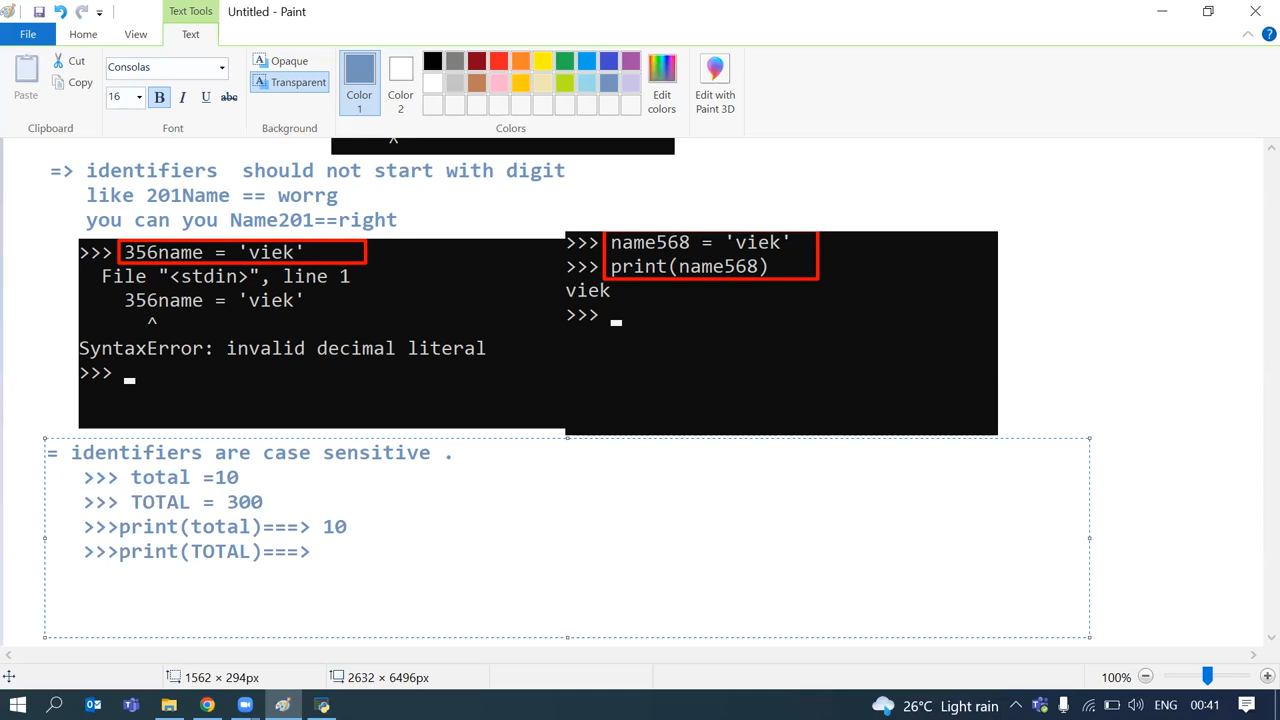 Text Tools
Untitled - Paint
File
Home
View
Text
Paste
Cut
Copy
Clipboard
Consolas
16
B I U abc
Font
Opaque
Transparent
Background
Color 1
Color 2
Edit colors
Edit with Paint 3D
Colors
^
=> identifiers  should not start with digit
like 201Name == worrg
you can you Name201==right
>>> 356name = 'viek'
File "<stdin>", line 1
356name = 'viek'
^
SyntaxError: invalid decimal literal
>>>
>>> name568 = 'viek'
>>> print(name568)
viek
>>>
= identifiers are case sensitive .
>>> total =10
>>> TOTAL = 300
>>>print(total)===> 10
>>>print(TOTAL)===>
1562 × 294px
2632 × 6496px
100%
26°C Light rain
ENG
00:41